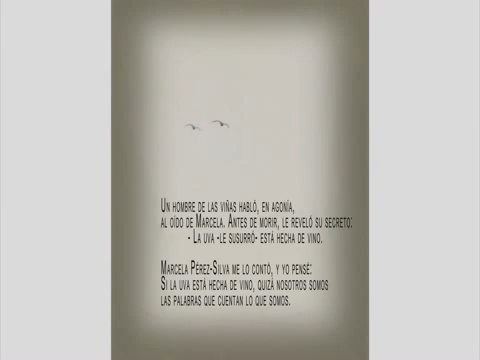 Un hombre de las viñas habló, en agonía,
al oído de Marcela. Antes de morir, le reveló su secreto:
- La uva -le susurró- está hecha de vino.
Marcela Pérez-Silva me lo contó, y yo pensé:
Si la uva está hecha de vino, quizá nosotros somos
las palabras que cuentan lo que somos.